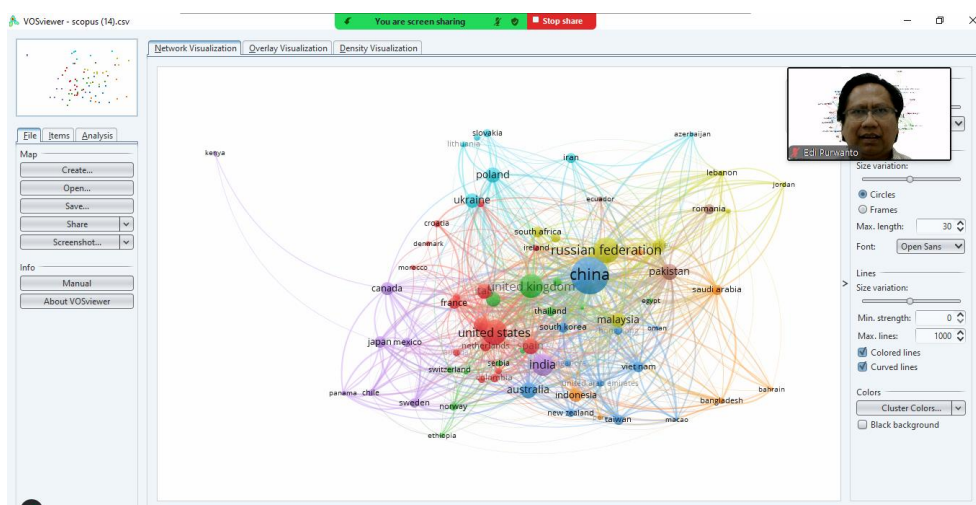 VOSviewer - scopus (14).csv
You are screen sharing
Stop share
Network Visualization
Overlay Visualization
Density Visualization
File
Items
Analysis
Map
Create...
Open...
Save...
Share
Screenshot...
Info
Manual
About VOSviewer
kenya
slovakia
lithuania
poland
ukraine
iran
azerbaijan
lebanon
jordan
ecuador
romania
croatia
denmark
south africa
ireland
russian federation
morocco
china
pakistan
canada
united kingdom
saudi arabia
france
egypt
thailand
malaysia
south korea
oman
united states
japan
mexico
netherlands
spain
serbia
india
viet nam
switzerland
colombia
united arab emirates
panama
chile
australia
indonesia
bahrain
sweden
norway
bangladesh
new zealand
taiwan
macao
ethiopia
Edi Purwanto
Size variation:
Circles
Frames
Max. length:
30
Font:
Open Sans
Lines
Size variation:
Min. strength:
0
Max. lines:
1000
Colored lines
Curved lines
Colors
Cluster Colors...
Black background